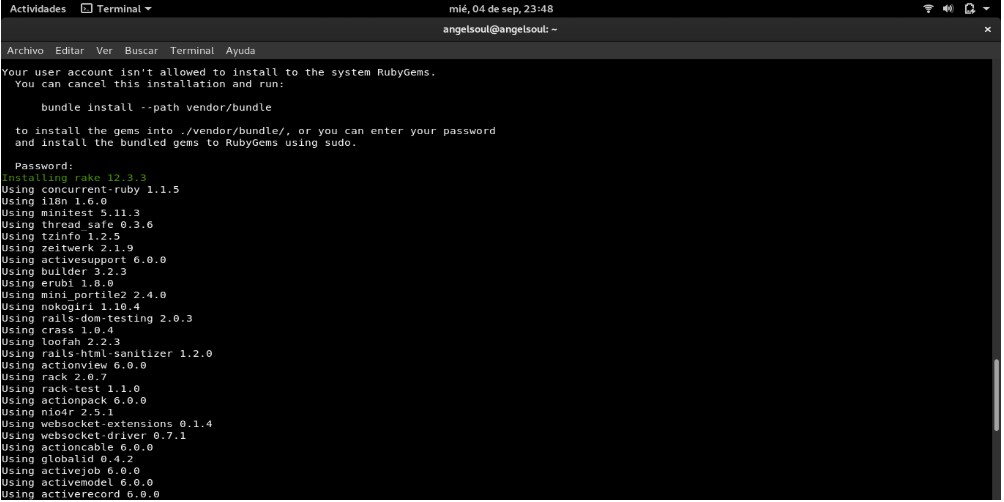 Actividades Terminal mié, 04 de sep, 23:48
angelsoul@angelsoul: ~ ×
Archivo Editar Ver Buscar Terminal Ayuda
Your user account isn't allowed to install to the system RubyGems.
You can cancel this installation and run:
bundle install --path vendor/bundle
to install the gems into ./vendor/bundle/, or you can enter your password
and install the bundled gems to RubyGems using sudo.
Password:
Installing rake 12.3.3
Using concurrent-ruby 1.1.5
Using i18n 1.6.0
Using minitest 5.11.3
Using thread_safe 0.3.6
Using tzinfo 1.2.5
Using zeitwerk 2.1.9
Using activesupport 6.0.0
Using builder 3.2.3
Using erubi 1.8.0
Using mini_portile2 2.4.0
Using nokogiri 1.10.4
Using rails-dom-testing 2.0.3
Using crass 1.0.4
Using loofah 2.2.3
Using rails-html-sanitizer 1.2.0
Using actionview 6.0.0
Using rack 2.0.7
Using rack-test 1.1.0
Using actionpack 6.0.0
Using nio4r 2.5.1
Using websocket-extensions 0.1.4
Using websocket-driver 0.7.1
Using actioncable 6.0.0
Using globalid 0.4.2
Using activejob 6.0.0
Using activemodel 6.0.0
Using activerecord 6.0.0